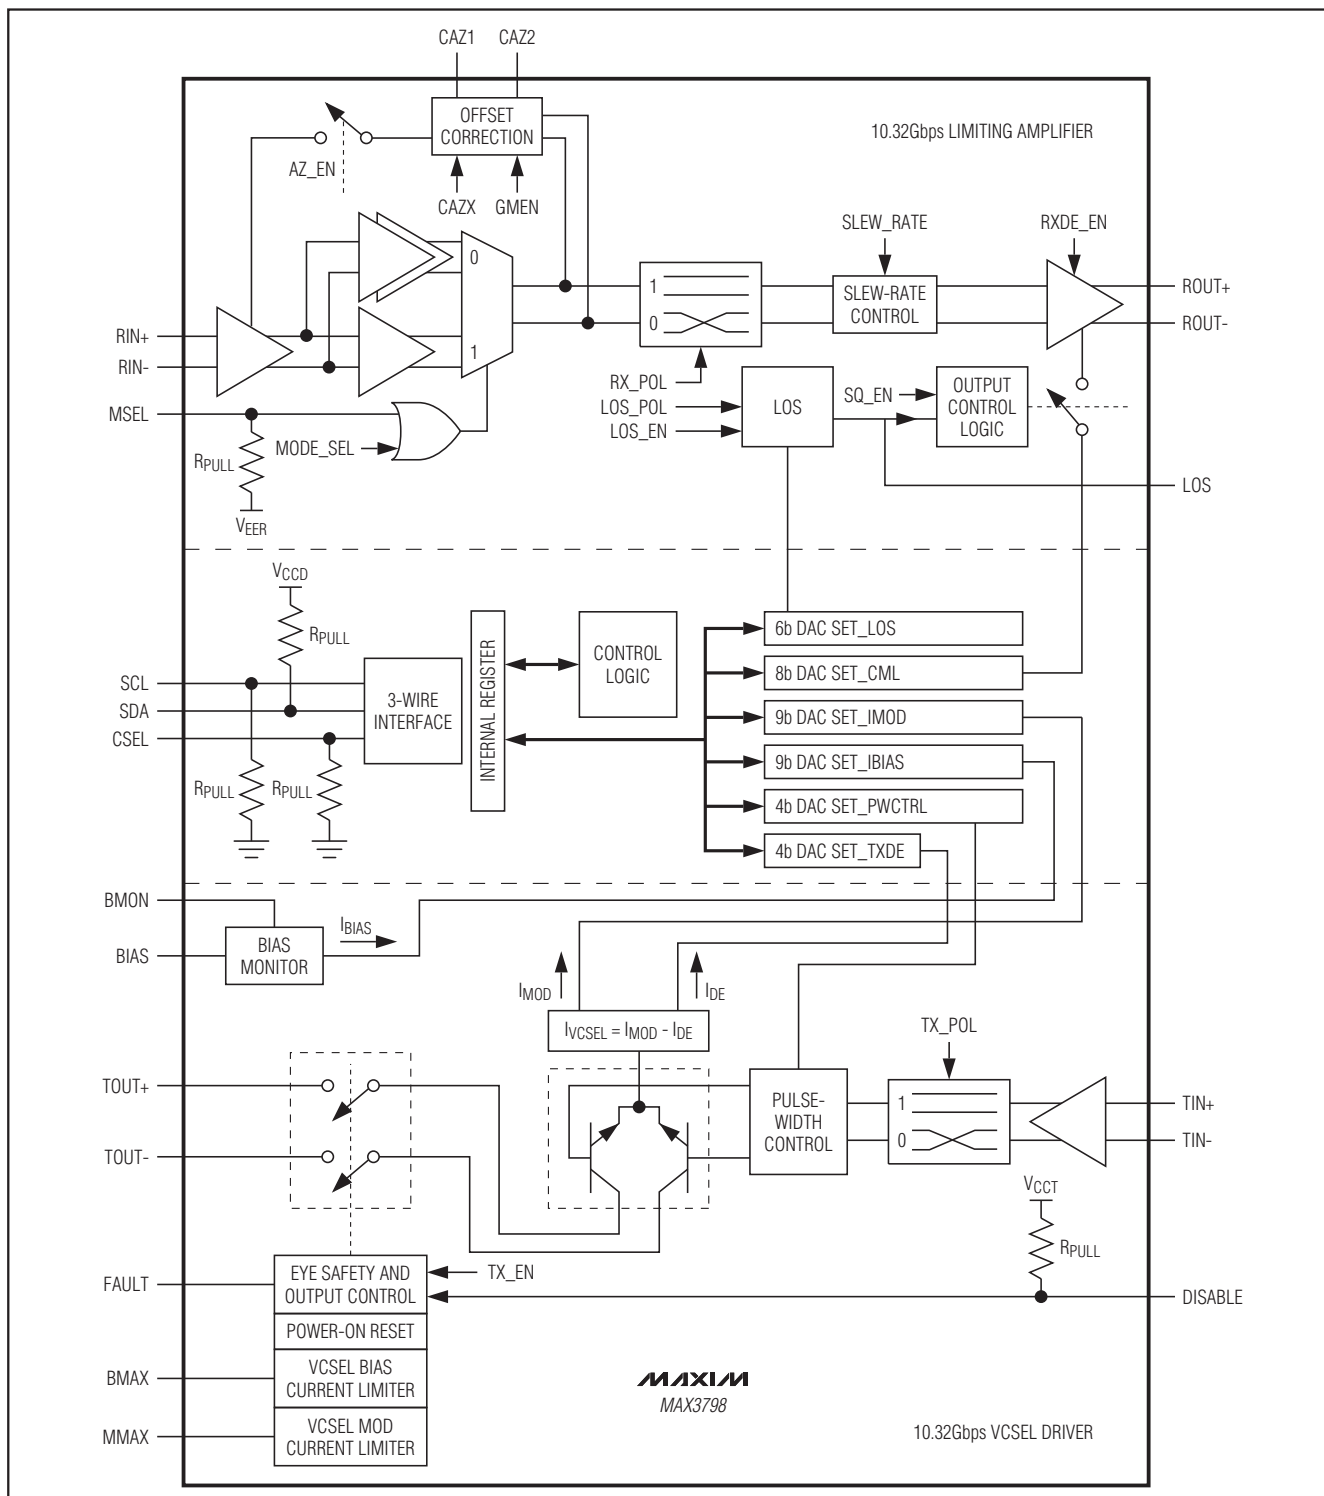 CAZ1
CAZ2
OFFSET
CORRECTION
10.32Gbps LIMITING AMPLIFIER
AZ_EN
CAZX
GMEN
SLEW_RATE
RXDE_EN
0
1
1
0
SLEW-RATE
CONTROL
ROUT+
ROUT-
RIN+
RIN-
MSEL
MODE_SEL
RPULL
VEER
RX_POL
LOS_POL
LOS_EN
LOS
SQ_EN
OUTPUT
CONTROL
LOGIC
LOS
VCCD
RPULL
SCL
SDA
CSEL
3-WIRE
INTERFACE
INTERNAL REGISTER
CONTROL
LOGIC
RPULL
RPULL
6b DAC SET_LOS
8b DAC SET_CML
9b DAC SET_IMOD
9b DAC SET_IBIAS
4b DAC SET_PWCTRL
4b DAC SET_TXDE
BMON
BIAS
BIAS
MONITOR
IBIAS
IMOD
IDE
IVCSEL = IMOD - IDE
TX_POL
TOUT+
TOUT-
PULSE-
WIDTH
CONTROL
1
0
TIN+
TIN-
VCCT
RPULL
FAULT
EYE SAFETY AND
OUTPUT CONTROL
TX_EN
DISABLE
POWER-ON RESET
BMAX
VCSEL BIAS
CURRENT LIMITER
MMAX
VCSEL MOD
CURRENT LIMITER
MAXIM
MAX3798
10.32Gbps VCSEL DRIVER